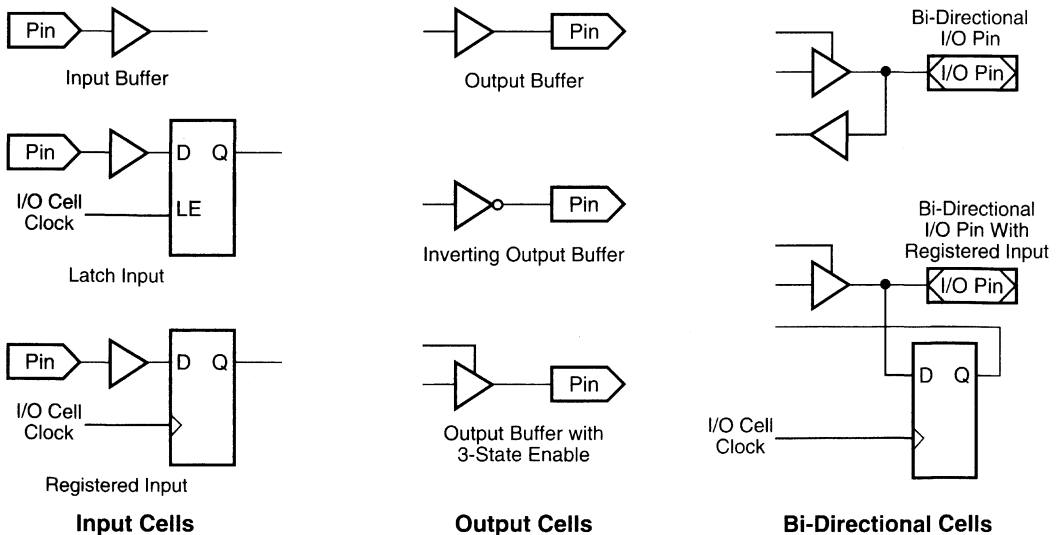 Pin
Input Buffer
Pin
D Q
I/O Cell
Clock
LE
Latch Input
Pin
D Q
I/O Cell
Clock
Registered Input
Input Cells
Pin
Output Buffer
Pin
Inverting Output Buffer
Pin
Output Buffer with
3-State Enable
Output Cells
Bi-Directional
I/O Pin
I/O Pin
Bi-Directional
I/O Pin With
Registered Input
I/O Pin
D Q
I/O Cell
Clock
Bi-Directional Cells